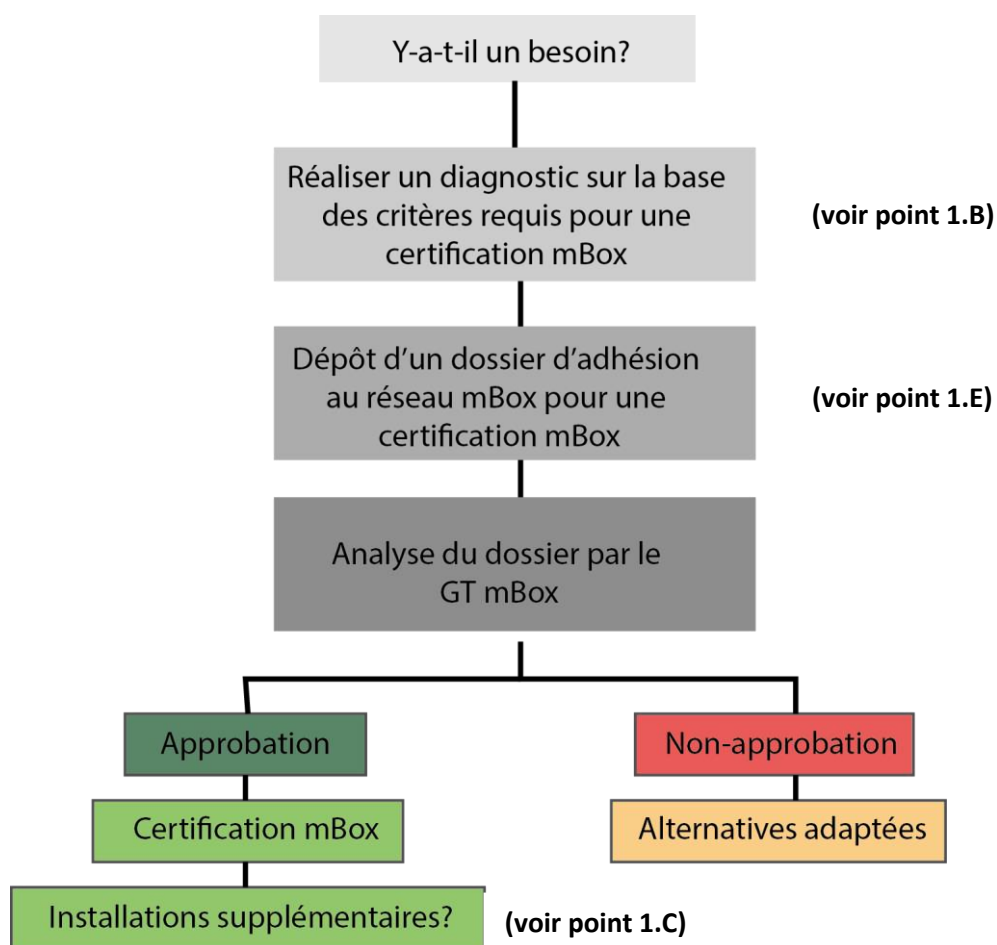 Y-a-t-il un besoin?
Réaliser un diagnostic sur la base
des critères requis pour une
certification mBox
(voir point 1.B)
Dépôt d'un dossier d'adhésion
au réseau mBox pour une
certification mBox
(voir point 1.E)
Analyse du dossier par le
GT mBox
Approbation
Non-approbation
Certification mBox
Alternatives adaptées
Installations supplémentaires?
(voir point 1.C)